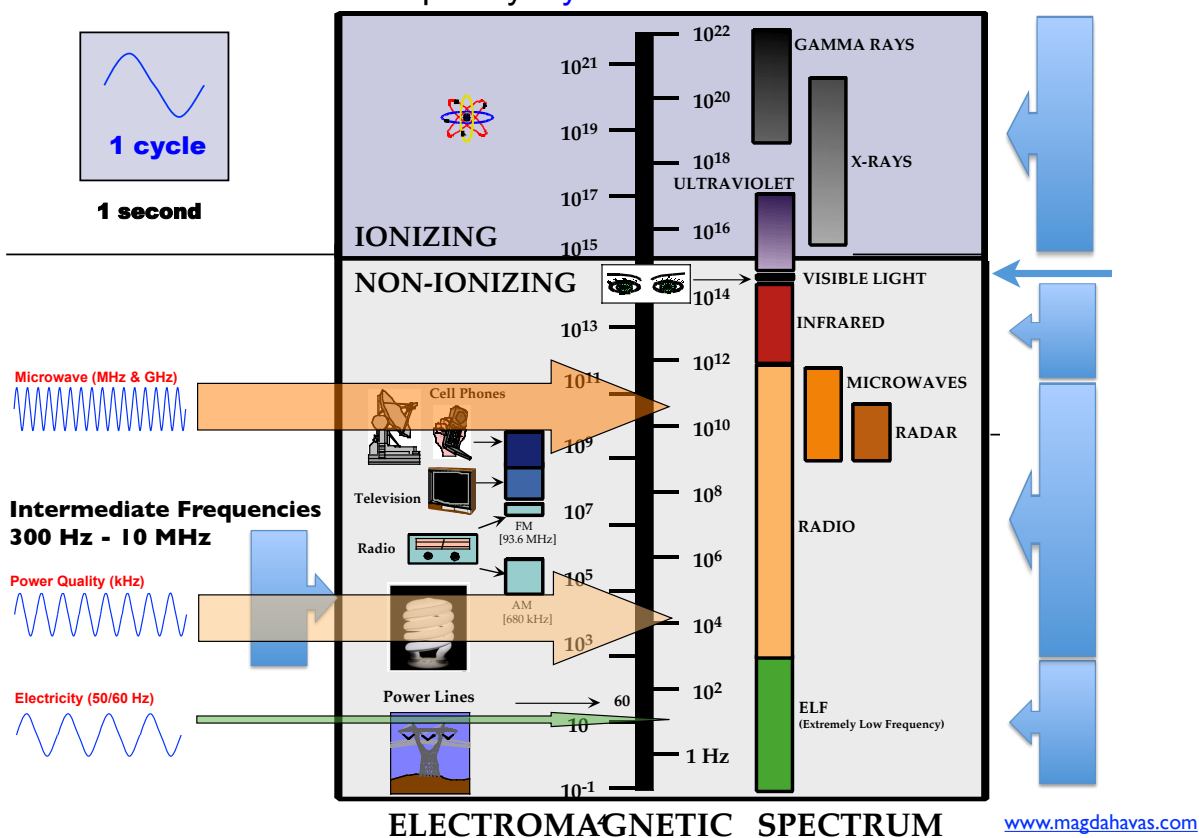 1 cycle
1 second
10²²
GAMMA RAYS
10²¹
10²⁰
10¹⁹
10¹⁸
X-RAYS
ULTRAVIOLET
10¹⁷
10¹⁶
IONIZING
10¹⁵
NON-IONIZING
VISIBLE LIGHT
10¹⁴
10¹³
INFRARED
10¹²
Microwave (MHz & GHz)
10¹¹
MICROWAVES
Cell Phones
10¹⁰
RADAR
10⁹
Television
10⁸
Intermediate Frequencies
300 Hz - 10 MHz
10⁷
FM
[93.6 MHz]
RADIO
Radio
10⁶
Power Quality (kHz)
10⁵
AM
[680 kHz]
10⁴
10³
Electricity (50/60 Hz)
Power Lines
60
10²
ELF
(Extremely Low Frequency)
10
1 Hz
10⁻¹
ELECTROMAGNETIC SPECTRUM
4
www.magdahavas.com